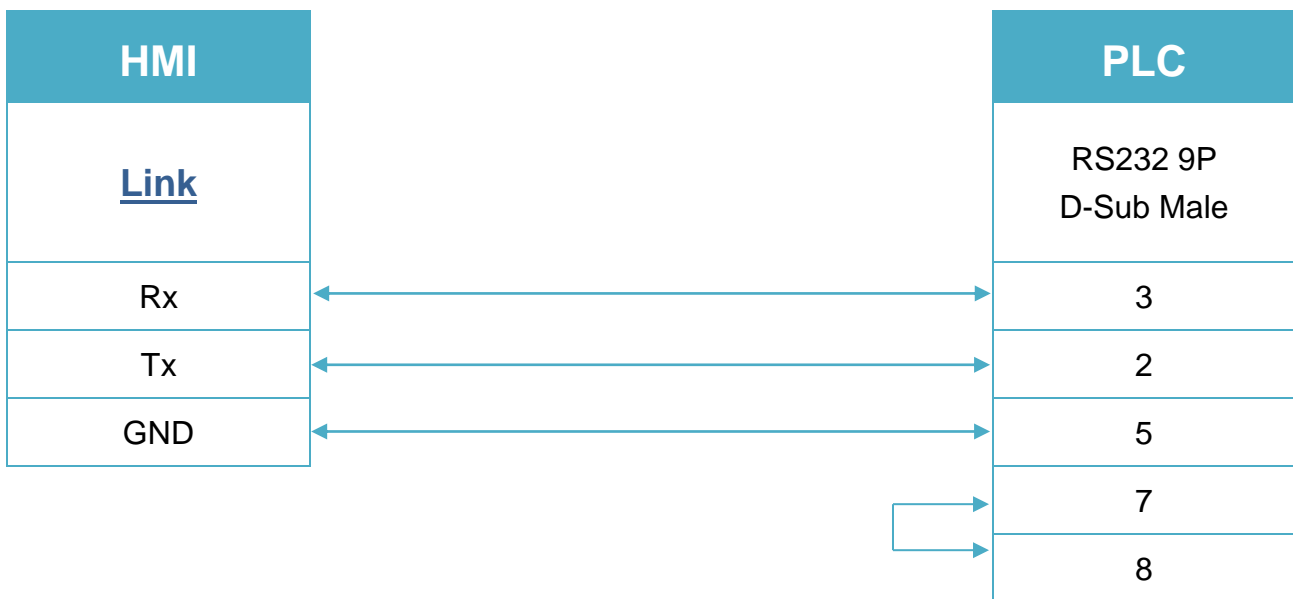 HMI
PLC
Link
RS232 9P
D-Sub Male
Rx
3
Tx
2
GND
5
7
8